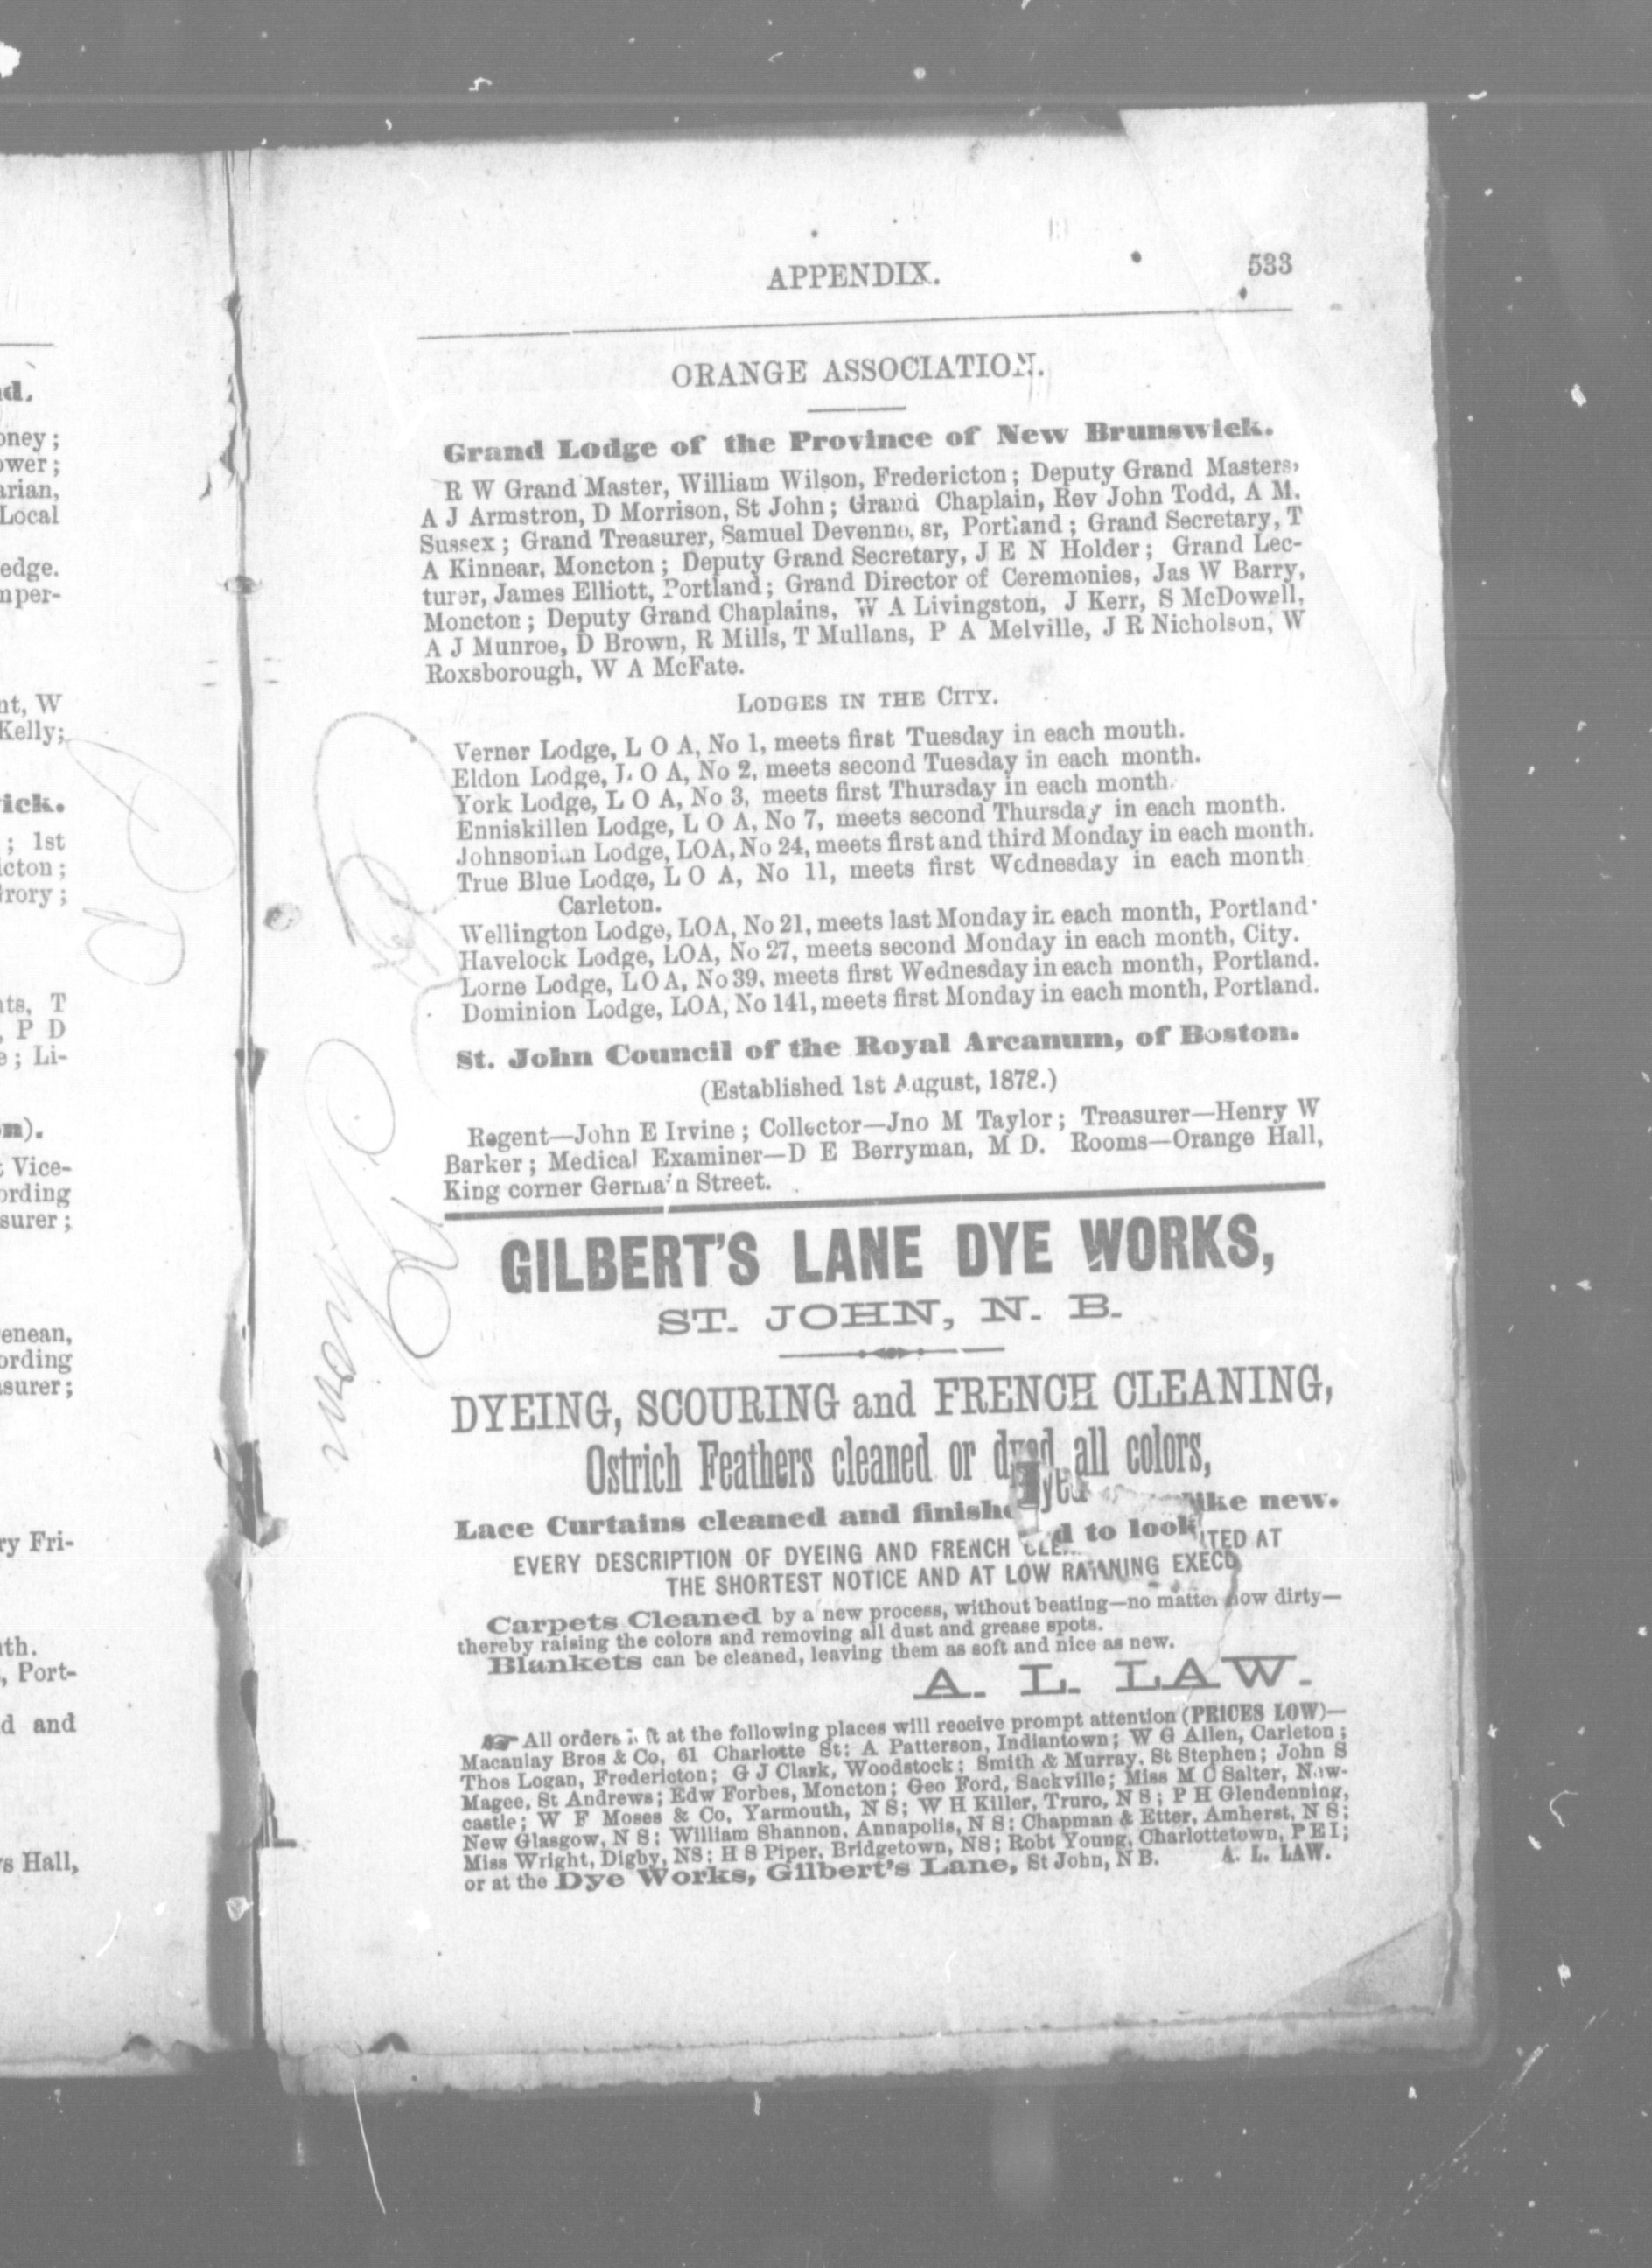 APPENDIX. 533
ORANGE ASSOCIATION.
Grand Lodge of the Province of New Brunswick.
R W Grand Master, William Wilson, Fredericton; Deputy Grand Masters,
A J Armstron, D Morrison, St John; Grand Chaplain, Rev John Todd, A M,
Sussex; Grand Treasurer, Samuel Devenne, sr, Portland; Grand Secretary, T
A Kinnear, Moncton; Deputy Grand Secretary, J E N Holder; Grand Lec-
turer, James Elliott, Portland; Grand Director of Ceremonies, Jas W Barry,
Moncton; Deputy Grand Chaplains, W A Livingston, J Kerr, S McDowell,
A J Munroe, D Brown, R Mills, T Mullans, P A Melville, J R Nicholson, W
Roxsborough, W A McFate.
LODGES IN THE CITY.
Verner Lodge, L O A, No 1, meets first Tuesday in each mouth.
Eldon Lodge, L O A, No 2, meets second Tuesday in each month.
York Lodge, L O A, No 3, meets first Thursday in each month.
Enniskillen Lodge, L O A, No 7, meets second Thursday in each month.
Johnsonian Lodge, LOA, No 24, meets first and third Monday in each month.
True Blue Lodge, L O A, No 11, meets first Wednesday in each month
Carleton.
Wellington Lodge, LOA, No 21, meets last Monday in each month, Portland
Havelock Lodge, LOA, No 27, meets second Monday in each month, City.
Lorne Lodge, LOA, No 39, meets first Wednesday in each month, Portland.
Dominion Lodge, LOA, No 141, meets first Monday in each month, Portland.
St. John Council of the Royal Arcanum, of Boston.
(Established 1st August, 1878.)
Regent—John E Irvine; Collector—Jno M Taylor; Treasurer—Henry W
Barker; Medical Examiner—D E Berryman, M D. Rooms—Orange Hall,
King corner Germain Street.
GILBERT'S LANE DYE WORKS,
ST. JOHN, N. B.
DYEING, SCOURING and FRENCH CLEANING,
Ostrich Feathers cleaned or dyed all colors,
Lace Curtains cleaned and finished to look like new.
EVERY DESCRIPTION OF DYEING AND FRENCH CLEANING EXECUTED AT
THE SHORTEST NOTICE AND AT LOW
Carpets Cleaned by a new process, without beating—no matter how dirty—
thereby raising the colors and removing all dust and grease spots.
Blankets can be cleaned, leaving them as soft and nice as new.
A. L. LAW.
☞ All orders left at the following places will receive prompt attention (PRICES LOW)—
Macaulay Bros & Co, 61 Charlotte St; A Patterson, Indiantown; W G Allen, Carleton;
Thos Logan, Fredericton; G J Clark, Woodstock; Smith & Murray, St Stephen; John S
Magee, St Andrews; Edw Forbes, Moncton; Geo Ford, Sackville; Miss M C Salter, New-
castle; W F Moses & Co, Yarmouth, N S; W H Killer, Truro, N S; P H Glendenning,
New Glasgow, N S; William Shannon, Annapolis, N S; Chapman & Etter, Amherst, N S;
Miss Wright, Digby, NS; H S Piper, Bridgetown, NS; Robt Young, Charlottetown, P E I;
or at the Dye Works, Gilbert's Lane, St John, N B. A. L. LAW.